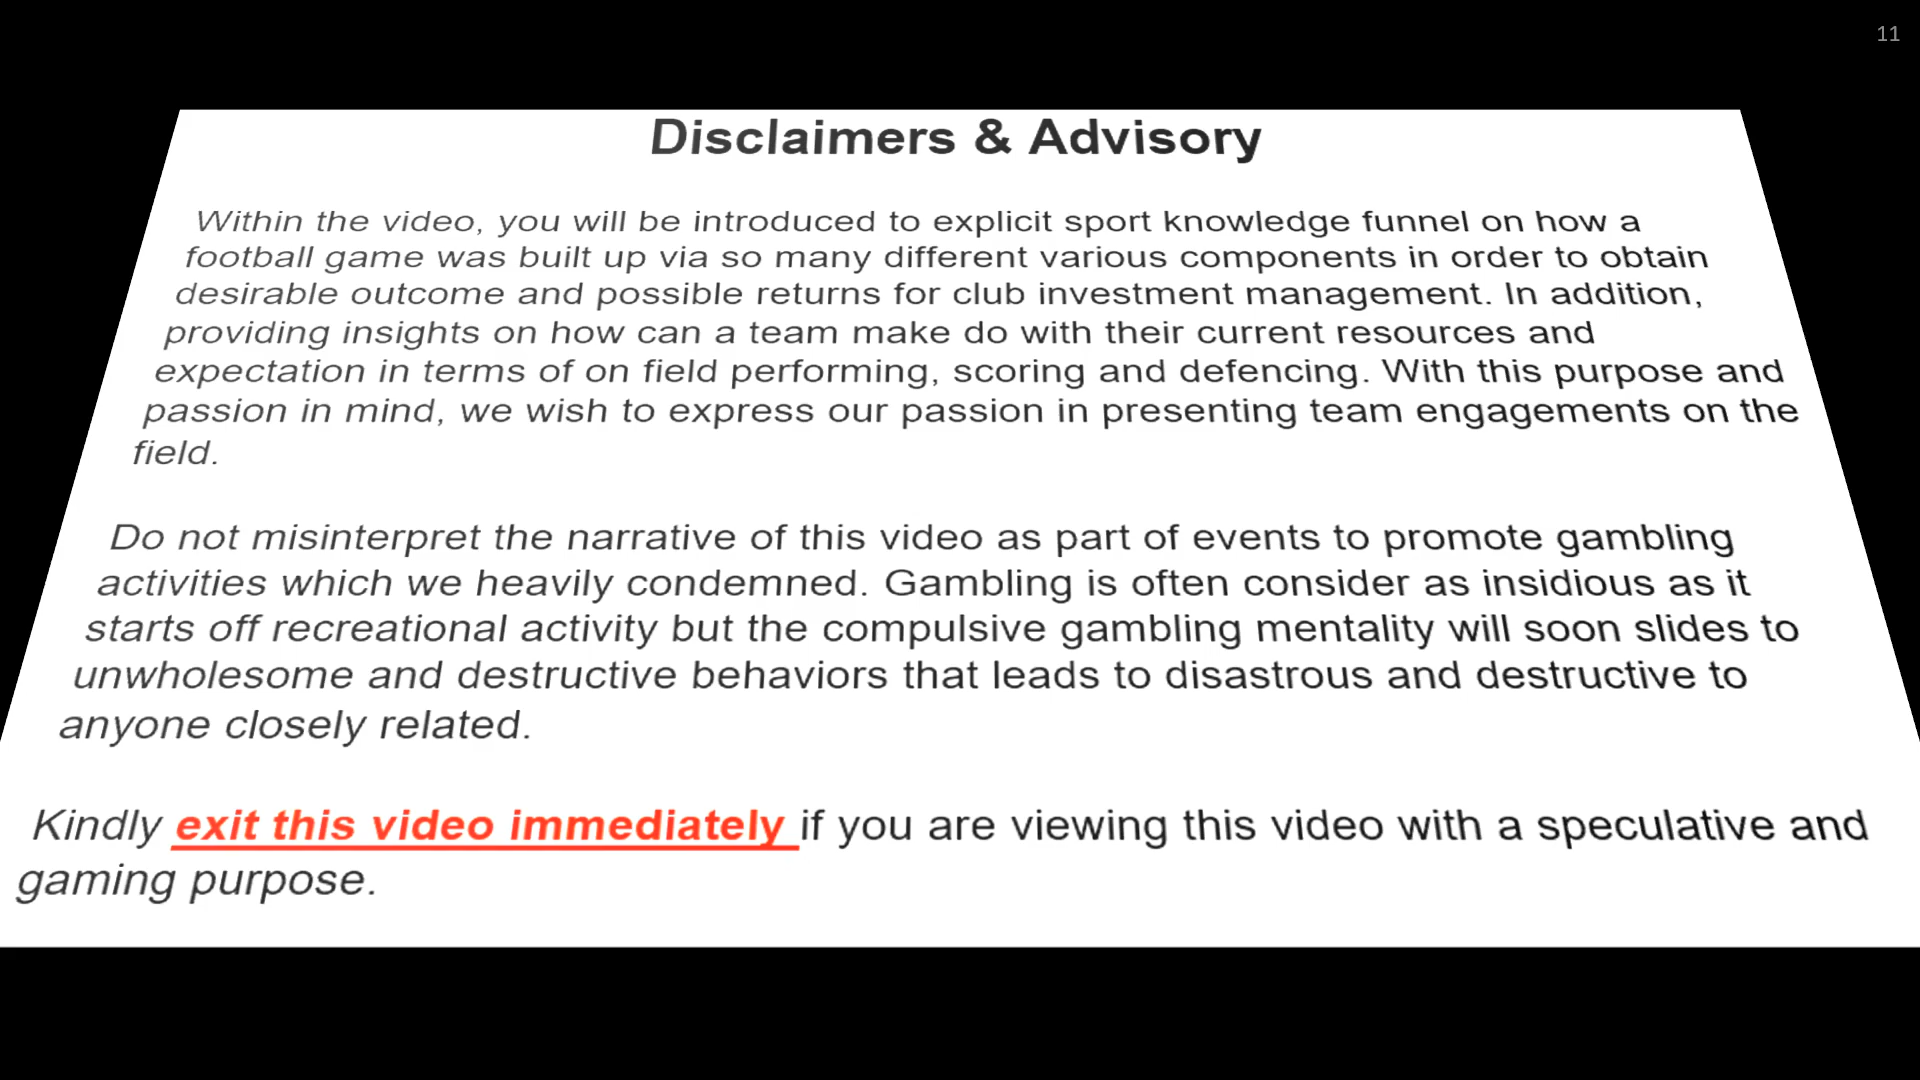 11
Disclaimers & Advisory
Within the video, you will be introduced to explicit sport knowledge funnel on how a
football game was built up via so many different various components in order to obtain
desirable outcome and possible returns for club investment management. In addition,
providing insights on how can a team make do with their current resources and
expectation in terms of on field performing, scoring and defencing. With this purpose and
passion in mind, we wish to express our passion in presenting team engagements on the
field.
Do not misinterpret the narrative of this video as part of events to promote gambling
activities which we heavily condemned. Gambling is often consider as insidious as it
starts off recreational activity but the compulsive gambling mentality will soon slides to
unwholesome and destructive behaviors that leads to disastrous and destructive to
anyone closely related.
Kindly exit this video immediately if you are viewing this video with a speculative and
gaming purpose.